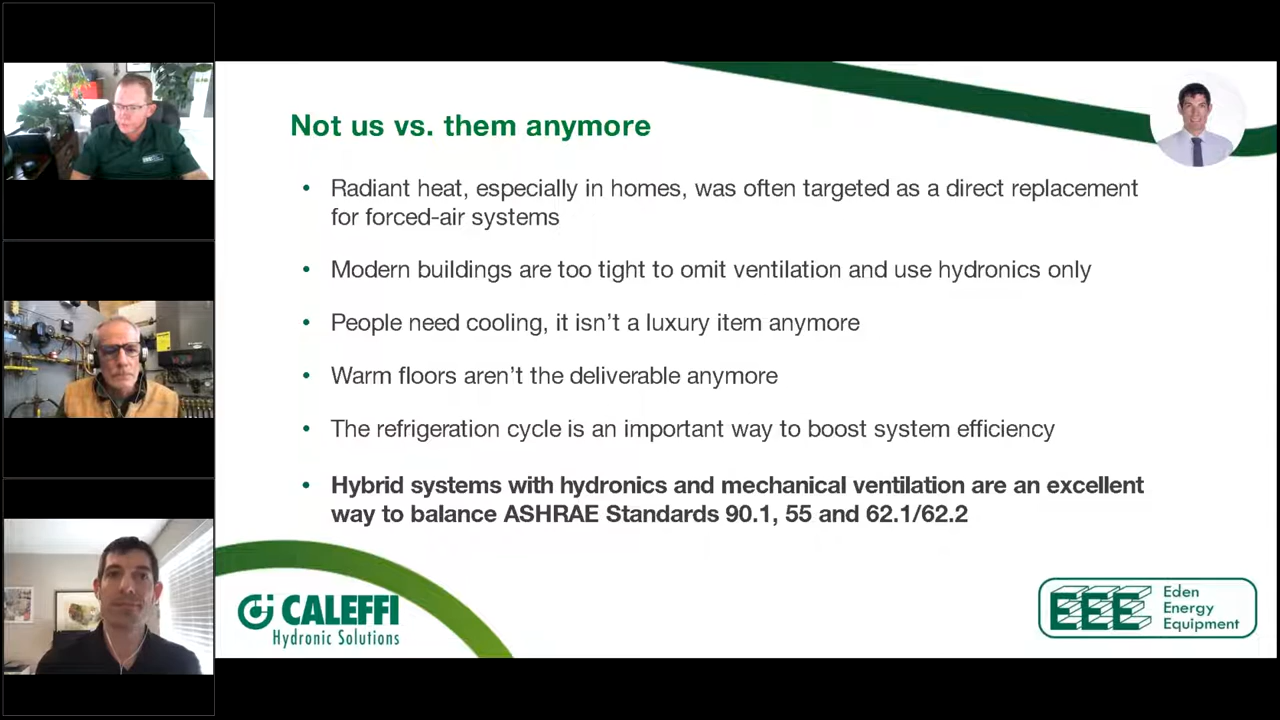 Not us vs. them anymore
• Radiant heat, especially in homes, was often targeted as a direct replacement
for forced-air systems
• Modern buildings are too tight to omit ventilation and use hydronics only
• People need cooling, it isn’t a luxury item anymore
• Warm floors aren’t the deliverable anymore
• The refrigeration cycle is an important way to boost system efficiency
• Hybrid systems with hydronics and mechanical ventilation are an excellent
way to balance ASHRAE Standards 90.1, 55 and 62.1/62.2
CALEFFI
Hydronic Solutions
EEE
Eden
Energy
Equipment